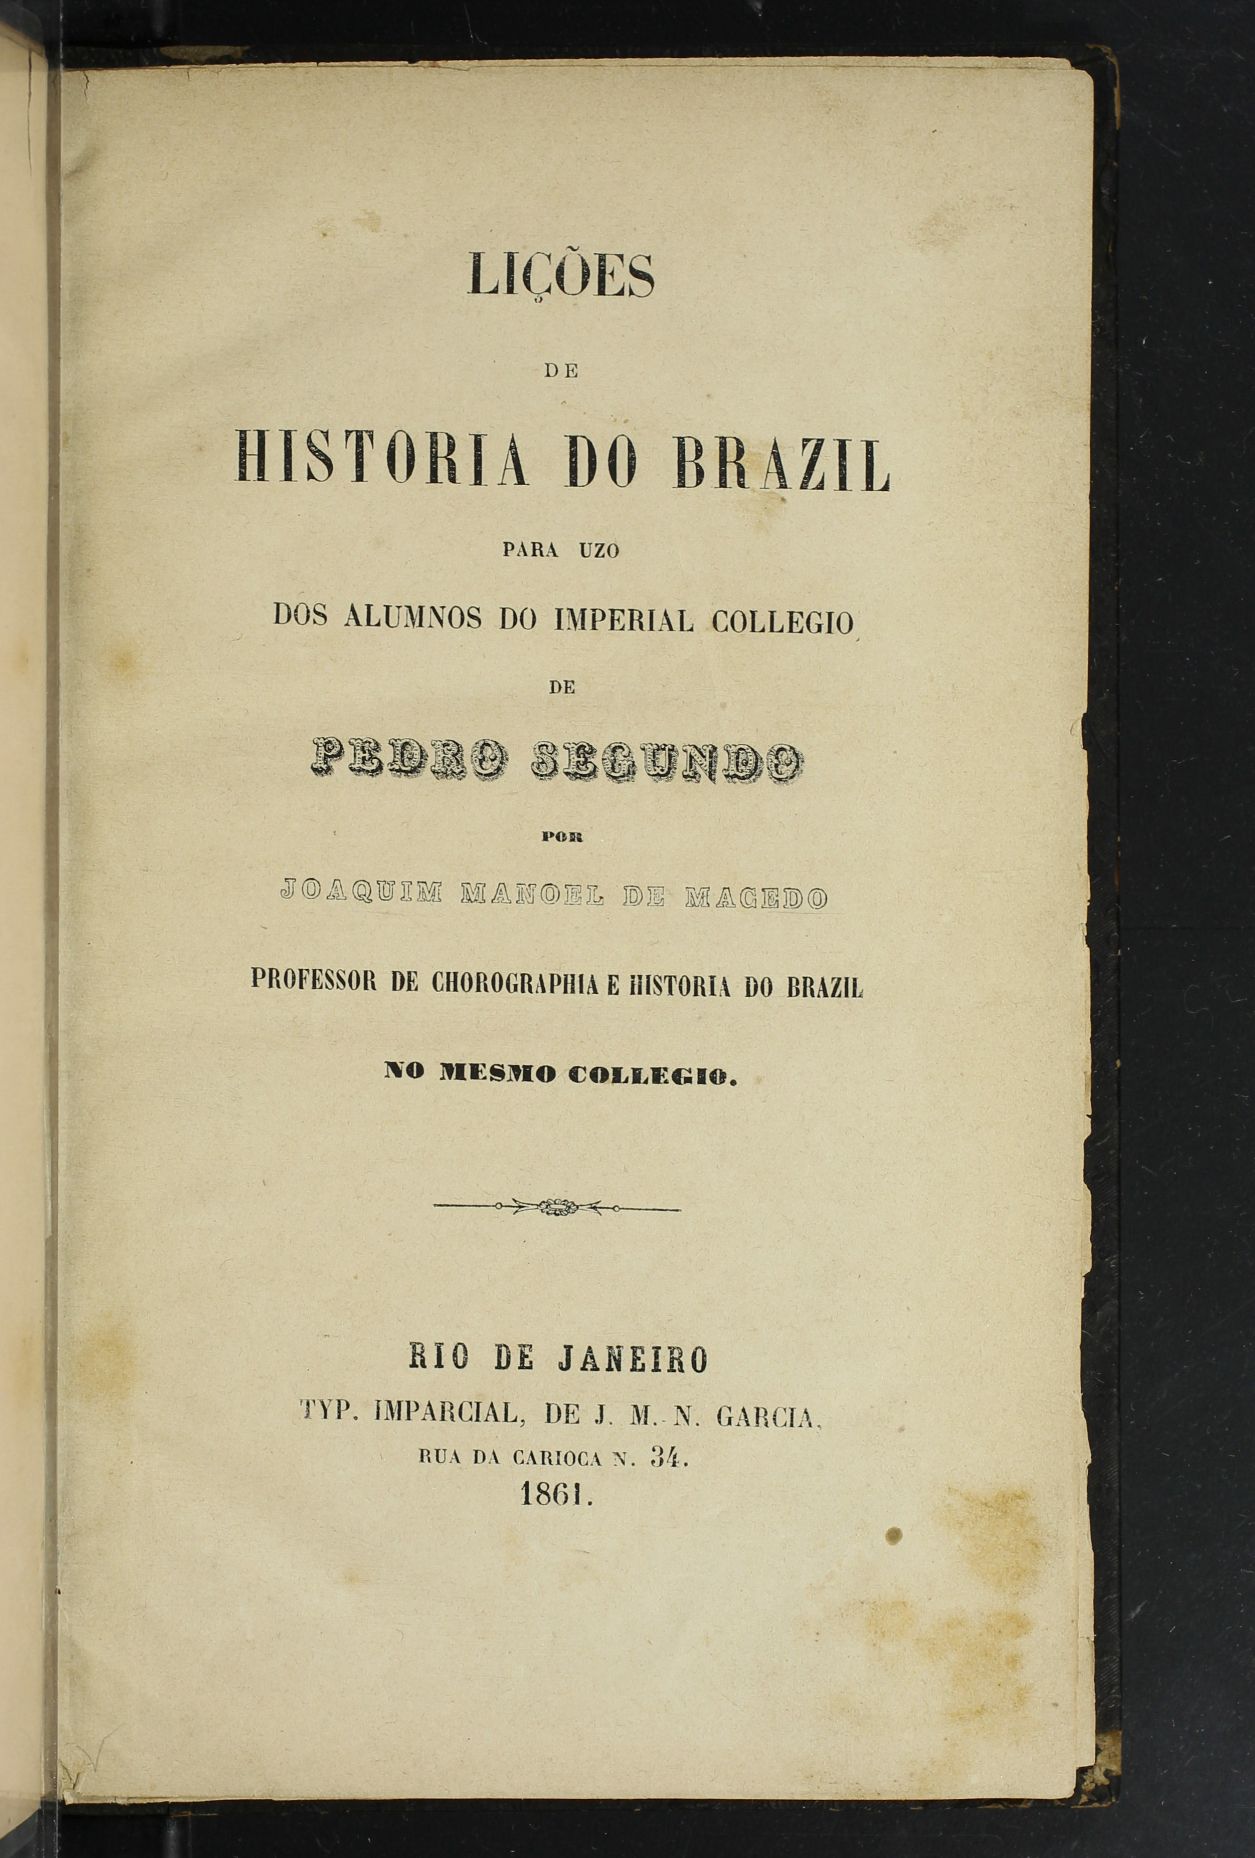 LIÇÕES
DE
HISTORIA DO BRAZIL
PARA UZO
DOS ALUMNOS DO IMPERIAL COLLEGIO
DE
PEDRO SEGUNDO
POR
JOAQUIM MANOEL DE MACEDO
PROFESSOR DE CHOROGRAPHIA E HISTORIA DO BRAZIL
NO MESMO COLLEGIO.
RIO DE JANEIRO
TYP. IMPARCIAL, DE J. M. N. GARCIA,
RUA DA CARIOCA N. 34.
1861.